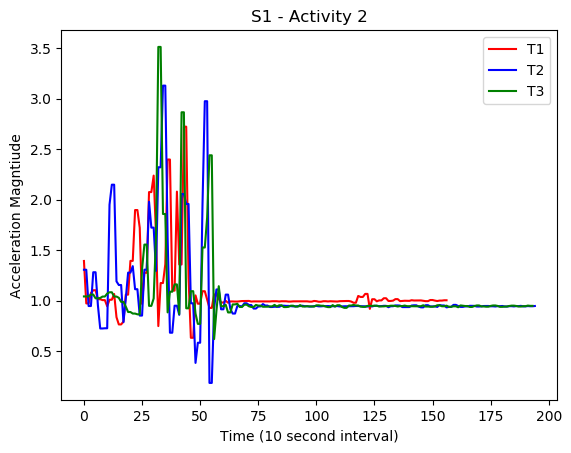 S1 - Activity 2
Acceleration Magntiude
3.5
3.0
2.5
2.0
1.5
1.0
0.5
T1
T2
T3
0 25 50 75 100 125 150 175 200
Time (10 second interval)